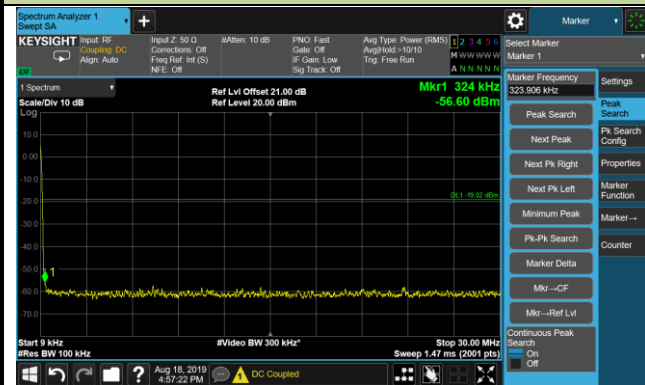 Spectrum Analyzer 1
Swept SA
+
Marker
KEYSIGHT
Input: RF
Coupling: DC
Align: Auto
Input Z: 50 Ω
Corrections: Off
Freq Ref: Int (S)
NFE: Off
#Atten: 10 dB
PNO: Fast
Gate: Off
IF Gain: Low
Sig Track: Off
Avg Type: Power (RMS)
Avg|Hold:>10/10
Trig: Free Run
1 2 3 4 5 6
M W W W W W
A N N N N N
Select Marker
Marker 1
1 Spectrum
Scale/Div 10 dB
Log
Ref Lvl Offset 21.00 dB
Ref Level 20.00 dBm
Mkr1 324 kHz
-56.60 dBm
10.0
0.00
-10.0
-20.0
-30.0
-40.0
-50.0
-60.0
-70.0
DL1 -19.02 dBm
1
Start 9 kHz
#Res BW 100 kHz
#Video BW 300 kHz*
Stop 30.00 MHz
Sweep 1.47 ms (2001 pts)
Marker Frequency
323.906 kHz
Peak Search
Next Peak
Next Pk Right
Next Pk Left
Minimum Peak
Pk-Pk Search
Marker Delta
Mkr→CF
Mkr→Ref Lvl
Continuous Peak
Search
On
Off
Settings
Peak
Search
Pk Search
Config
Properties
Marker
Function
Marker→
Counter
?
Aug 18, 2019
4:57:22 PM
DC Coupled